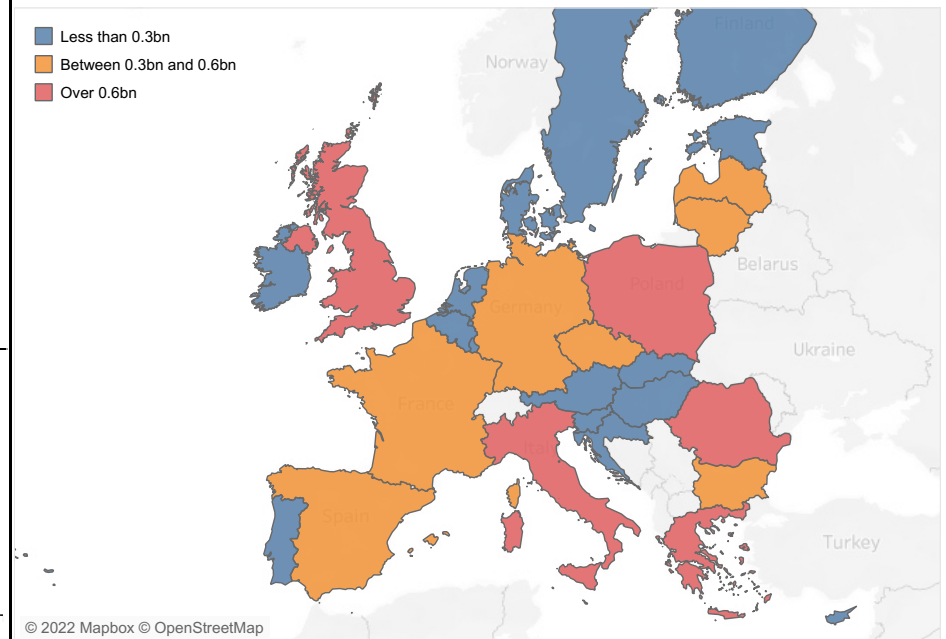 Finland
Less than 0.3bn
Norway
Between 0.3bn and 0.6bn
Over 0.6bn
Belarus
Poland
Germany
Ukraine
France
Spain
Turkey
© 2022 Mapbox © OpenStreetMap